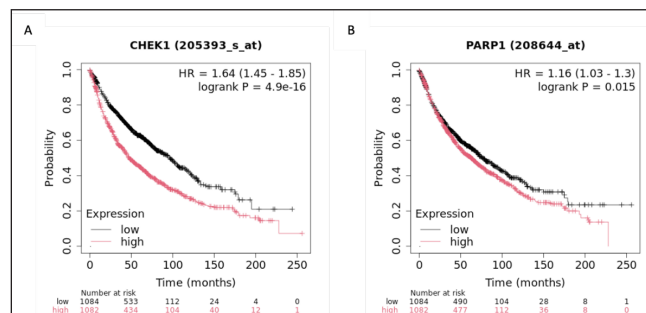 A
CHEK1 (205393_s_at)
HR = 1.64 (1.45 - 1.85)
logrank P = 4.9e-16
Probability
1.0
0.8
0.6
0.4
0.2
0.0
Expression
low
high
0 50 100 150 200 250
Time (months)
Number at risk
low 1084 533 112 24 4 0
high 1082 434 104 40 12 1
B
PARP1 (208644_at)
HR = 1.16 (1.03 - 1.3)
logrank P = 0.015
Probability
1.0
0.8
0.6
0.4
0.2
0.0
Expression
low
high
0 50 100 150 200 250
Time (months)
Number at risk
low 1084 490 104 28 8 1
high 1082 477 112 36 8 0